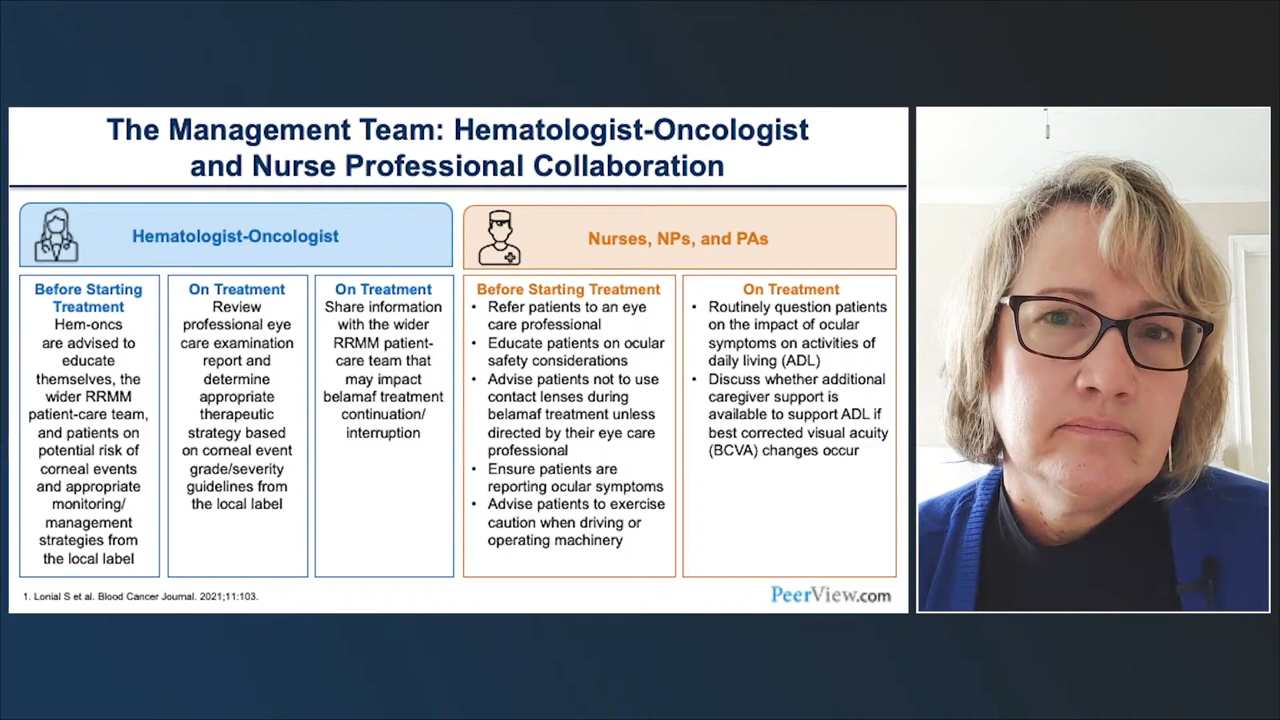 The Management Team: Hematologist-Oncologist
and Nurse Professional Collaboration
Hematologist-Oncologist
Before Starting
Treatment
Hem-oncs
are advised to
educate
themselves, the
wider RRMM
patient-care team,
and patients on
potential risk of
corneal events
and appropriate
monitoring/
management
strategies from
the local label
On Treatment
Review
professional eye
care examination
report and
determine
appropriate
therapeutic
strategy based
on corneal event
grade/severity
guidelines from
the local label
On Treatment
Share information
with the wider
RRMM patient-
care team that
may impact
belamaf treatment
continuation/
interruption
Nurses, NPs, and PAs
Before Starting Treatment
• Refer patients to an eye
care professional
• Educate patients on ocular
safety considerations
• Advise patients not to use
contact lenses during
belamaf treatment unless
directed by their eye care
professional
• Ensure patients are
reporting ocular symptoms
• Advise patients to exercise
caution when driving or
operating machinery
On Treatment
• Routinely question patients
on the impact of ocular
symptoms on activities of
daily living (ADL)
• Discuss whether additional
caregiver support is
available to support ADL if
best corrected visual acuity
(BCVA) changes occur
1. Lonial S et al. Blood Cancer Journal. 2021;11:103.
PeerView.com